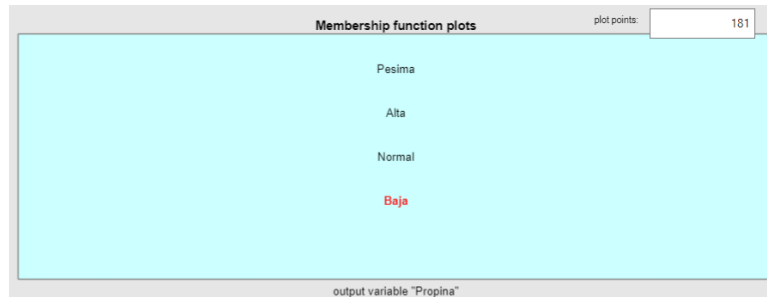 Membership function plots
plot points: 181
Pesima
Alta
Normal
Baja
output variable "Propina"